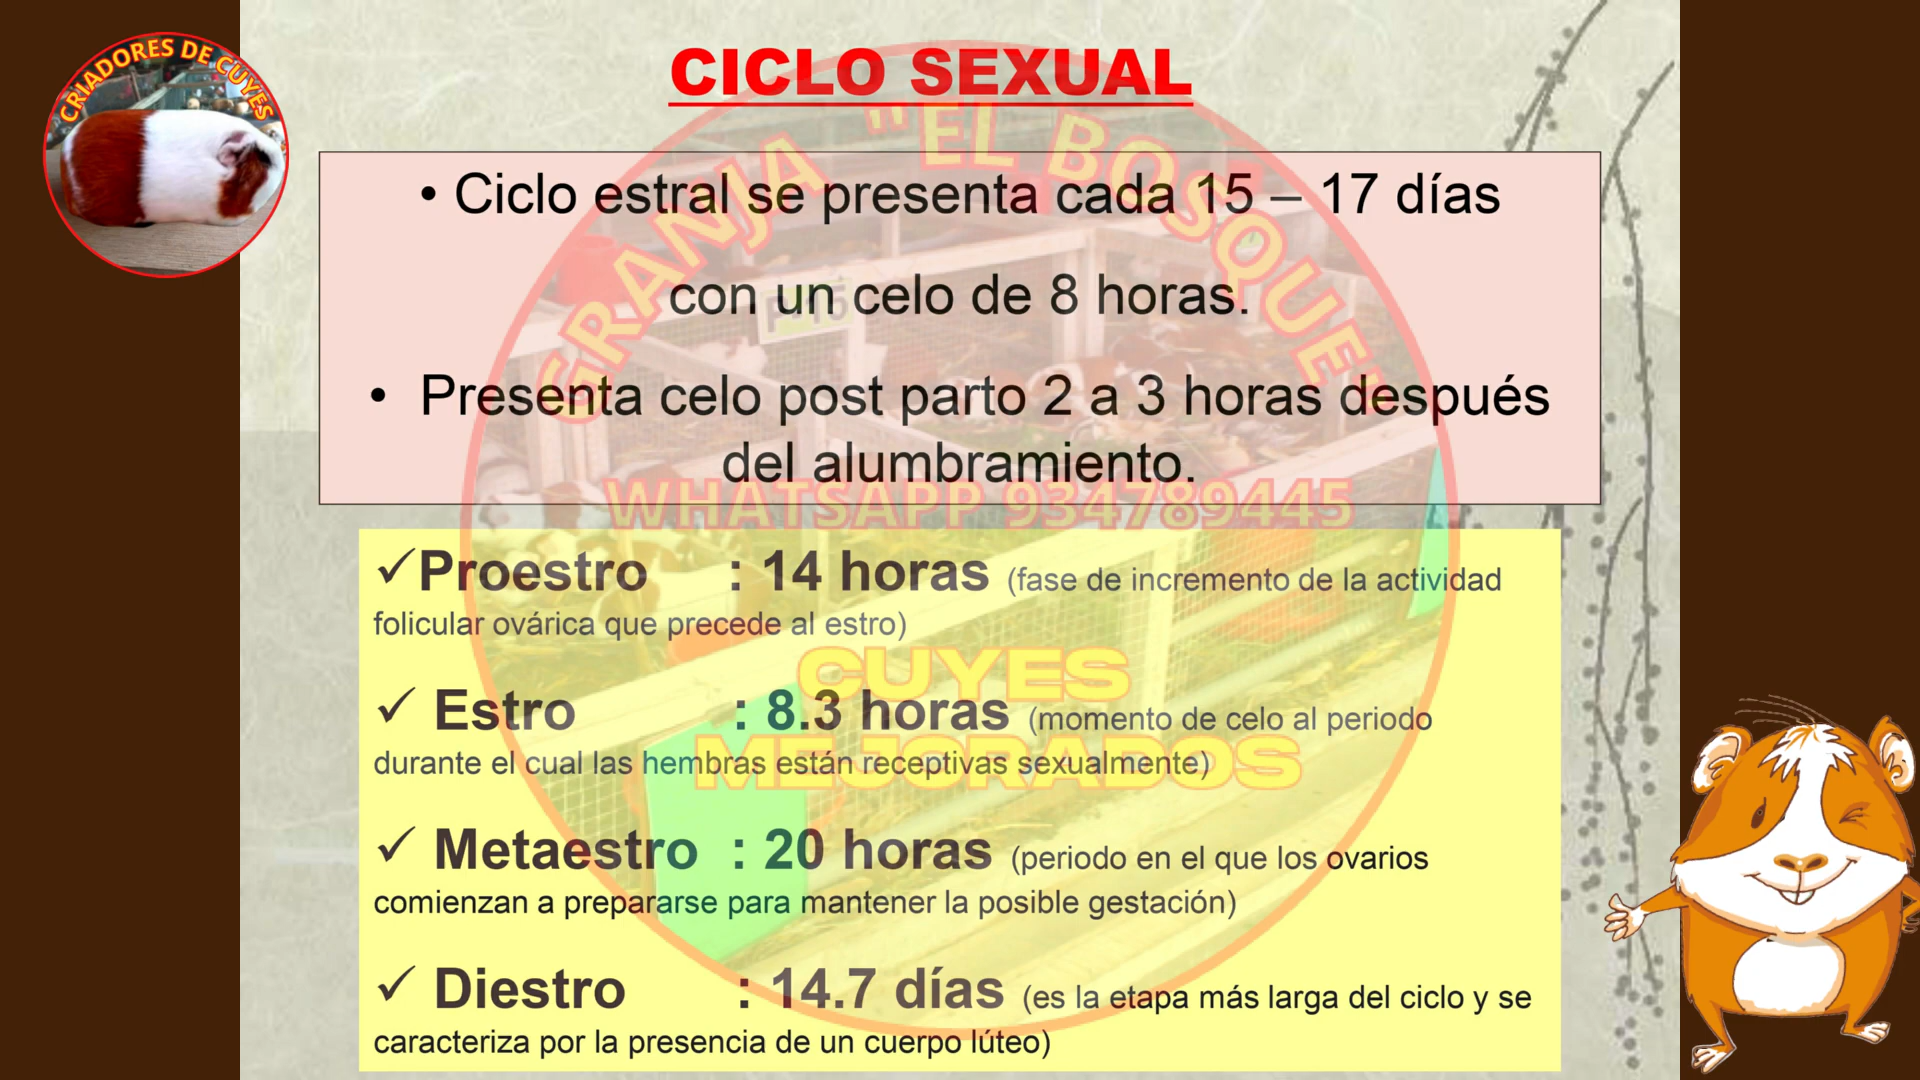 CRIADORES DE CUYES
CICLO SEXUAL
GRANJA "EL BOSQUE"
• Ciclo estral se presenta cada 15 – 17 días
con un celo de 8 horas.
P-15
• Presenta celo post parto 2 a 3 horas después
del alumbramiento.
WHATSAPP 934789445
✓Proestro : 14 horas (fase de incremento de la actividad
folicular ovárica que precede al estro)
CUYES
✓ Estro : 8.3 horas (momento de celo al periodo
durante el cual las hembras están receptivas sexualmente)
MEJORADOS
✓ Metaestro : 20 horas (periodo en el que los ovarios
comienzan a prepararse para mantener la posible gestación)
✓ Diestro : 14.7 días (es la etapa más larga del ciclo y se
caracteriza por la presencia de un cuerpo lúteo)